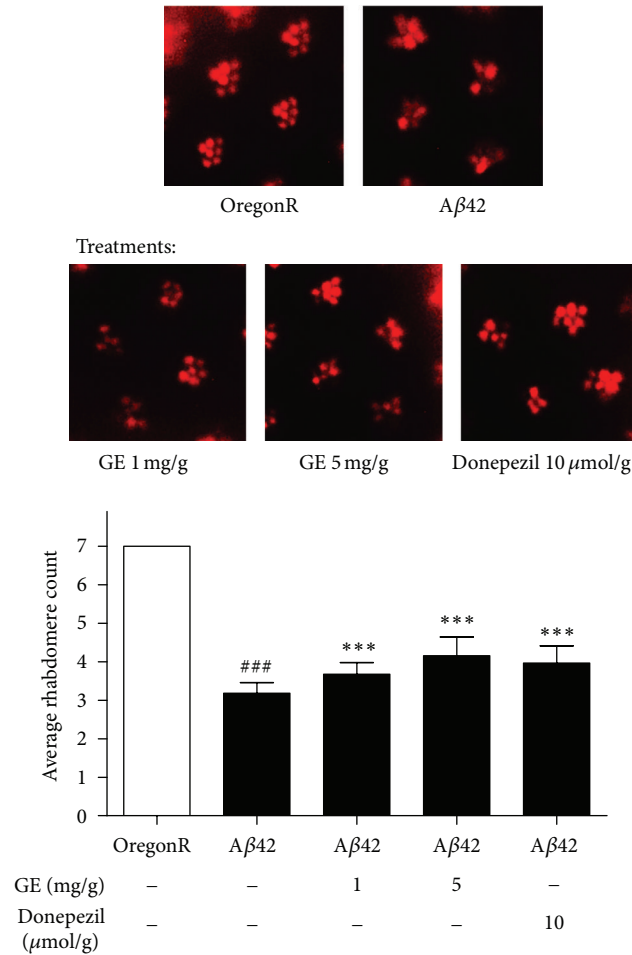 OregonR Aβ42
Treatments:
GE 1 mg/g GE 5 mg/g Donepezil 10 μmol/g
Average rhabdomere count
7
6
5
4
3
2
1
0
###
***
***
***
OregonR Aβ42 Aβ42 Aβ42 Aβ42
GE (mg/g) – – 1 5 –
Donepezil
(μmol/g) – – – – 10